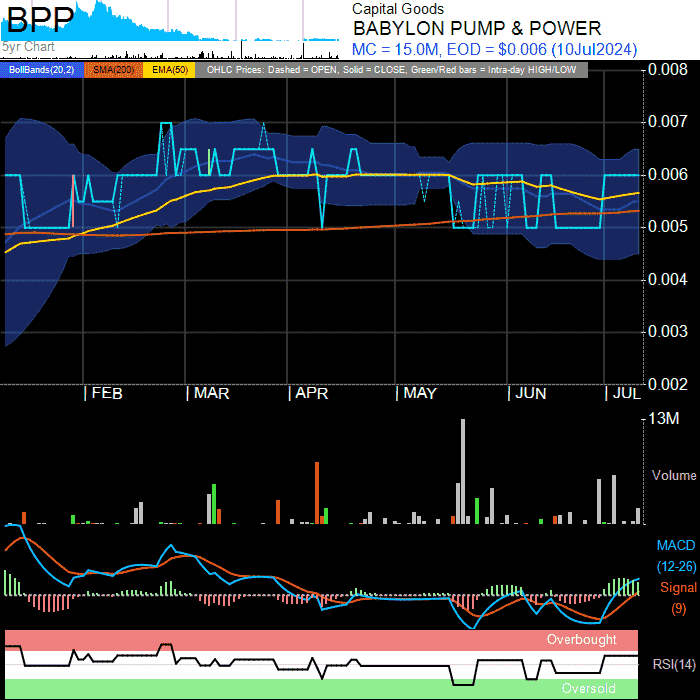 BPP
5yr Chart
Capital Goods
BABYLON PUMP & POWER
MC = 15.0M, EOD = $0.006 (10Jul2024)
BollBands(20,2) SMA(200) EMA(50) OHLC Prices: Dashed = OPEN, Solid = CLOSE, Green/Red bars = Intra-day HIGH/LOW
0.008
0.007
0.006
0.005
0.004
0.003
0.002
FEB MAR APR MAY JUN JUL
13M
Volume
MACD
(12-26)
Signal
(9)
Overbought
RSI(14)
Oversold